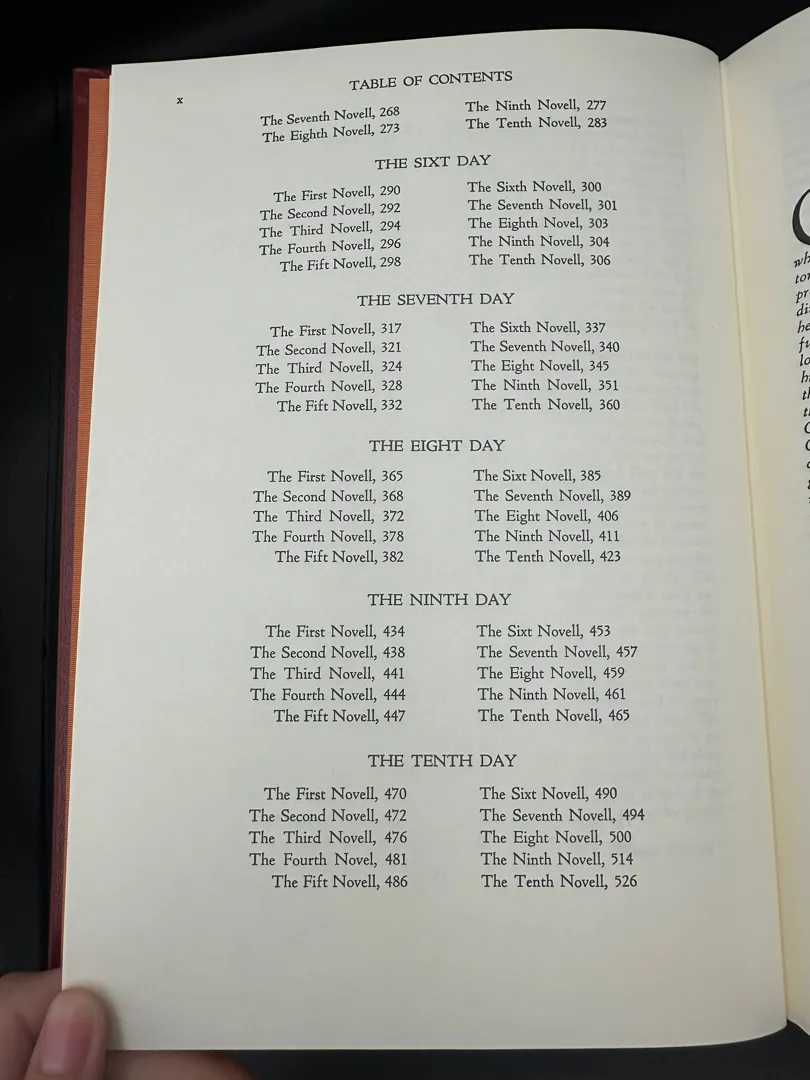 TABLE OF CONTENTS
x
The Seventh Novell, 268
The Eighth Novell, 273
The Ninth Novell, 277
The Tenth Novell, 283
THE SIXT DAY
The First Novell, 290
The Second Novell, 292
The Third Novell, 294
The Fourth Novell, 296
The Fift Novell, 298
The Sixth Novell, 300
The Seventh Novell, 301
The Eighth Novel, 303
The Ninth Novell, 304
The Tenth Novell, 306
THE SEVENTH DAY
The First Novell, 317
The Second Novell, 321
The Third Novell, 324
The Fourth Novell, 328
The Fift Novell, 332
The Sixth Novell, 337
The Seventh Novell, 340
The Eight Novell, 345
The Ninth Novell, 351
The Tenth Novell, 360
THE EIGHT DAY
The First Novell, 365
The Second Novell, 368
The Third Novell, 372
The Fourth Novell, 378
The Fift Novell, 382
The Sixt Novell, 385
The Seventh Novell, 389
The Eight Novell, 406
The Ninth Novell, 411
The Tenth Novell, 423
THE NINTH DAY
The First Novell, 434
The Second Novell, 438
The Third Novell, 441
The Fourth Novell, 444
The Fift Novell, 447
The Sixt Novell, 453
The Seventh Novell, 457
The Eight Novell, 459
The Ninth Novell, 461
The Tenth Novell, 465
THE TENTH DAY
The First Novell, 470
The Second Novell, 472
The Third Novell, 476
The Fourth Novel, 481
The Fift Novell, 486
The Sixt Novell, 490
The Seventh Novell, 494
The Eight Novell, 500
The Ninth Novell, 514
The Tenth Novell, 526